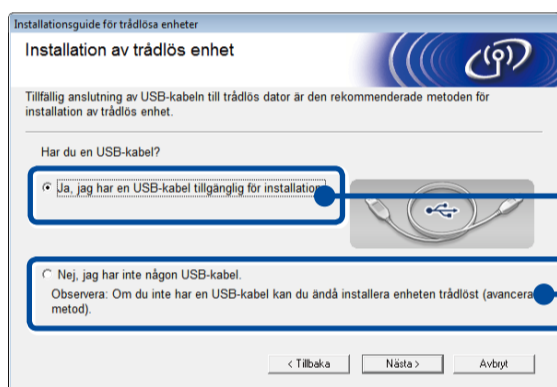 Installationsguide för trådlösa enheter
Installation av trådlös enhet
Tillfällig anslutning av USB-kabeln till trådlös dator är den rekommenderade metoden för
installation av trådlös enhet.
Har du en USB-kabel?
Ja, jag har en USB-kabel tillgänglig för installation
Nej, jag har inte någon USB-kabel.
Observera: Om du inte har en USB-kabel kan du ändå installera enheten trådlöst (avancera
metod).
< Tillbaka
Nästa >
Avbryt